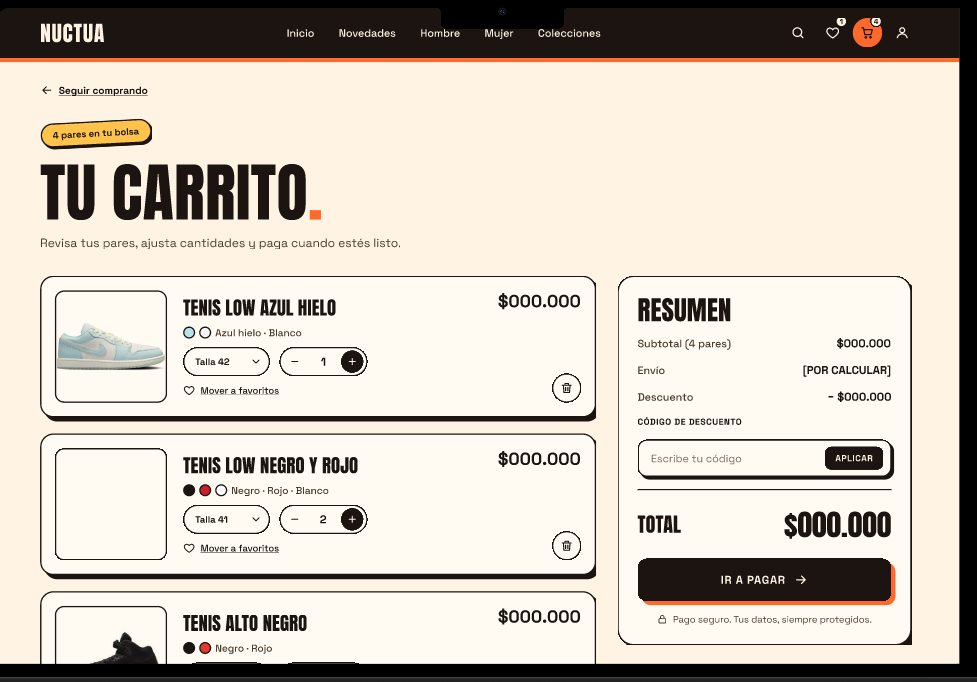 NUCTUA
Inicio Novedades Hombre Mujer Colecciones
1
4
Seguir comprando
4 pares en tu bolsa
TU CARRITO.
Revisa tus pares, ajusta cantidades y paga cuando estés listo.
TENIS LOW AZUL HIELO
$000.000
Azul hielo · Blanco
Talla 42
− 1 +
Mover a favoritos
TENIS LOW NEGRO Y ROJO
$000.000
Negro · Rojo · Blanco
Talla 41
− 2 +
Mover a favoritos
TENIS ALTO NEGRO
$000.000
Negro · Rojo
RESUMEN
Subtotal (4 pares) $000.000
Envío [POR CALCULAR]
Descuento − $000.000
CÓDIGO DE DESCUENTO
Escribe tu código APLICAR
TOTAL $000.000
IR A PAGAR →
Pago seguro. Tus datos, siempre protegidos.